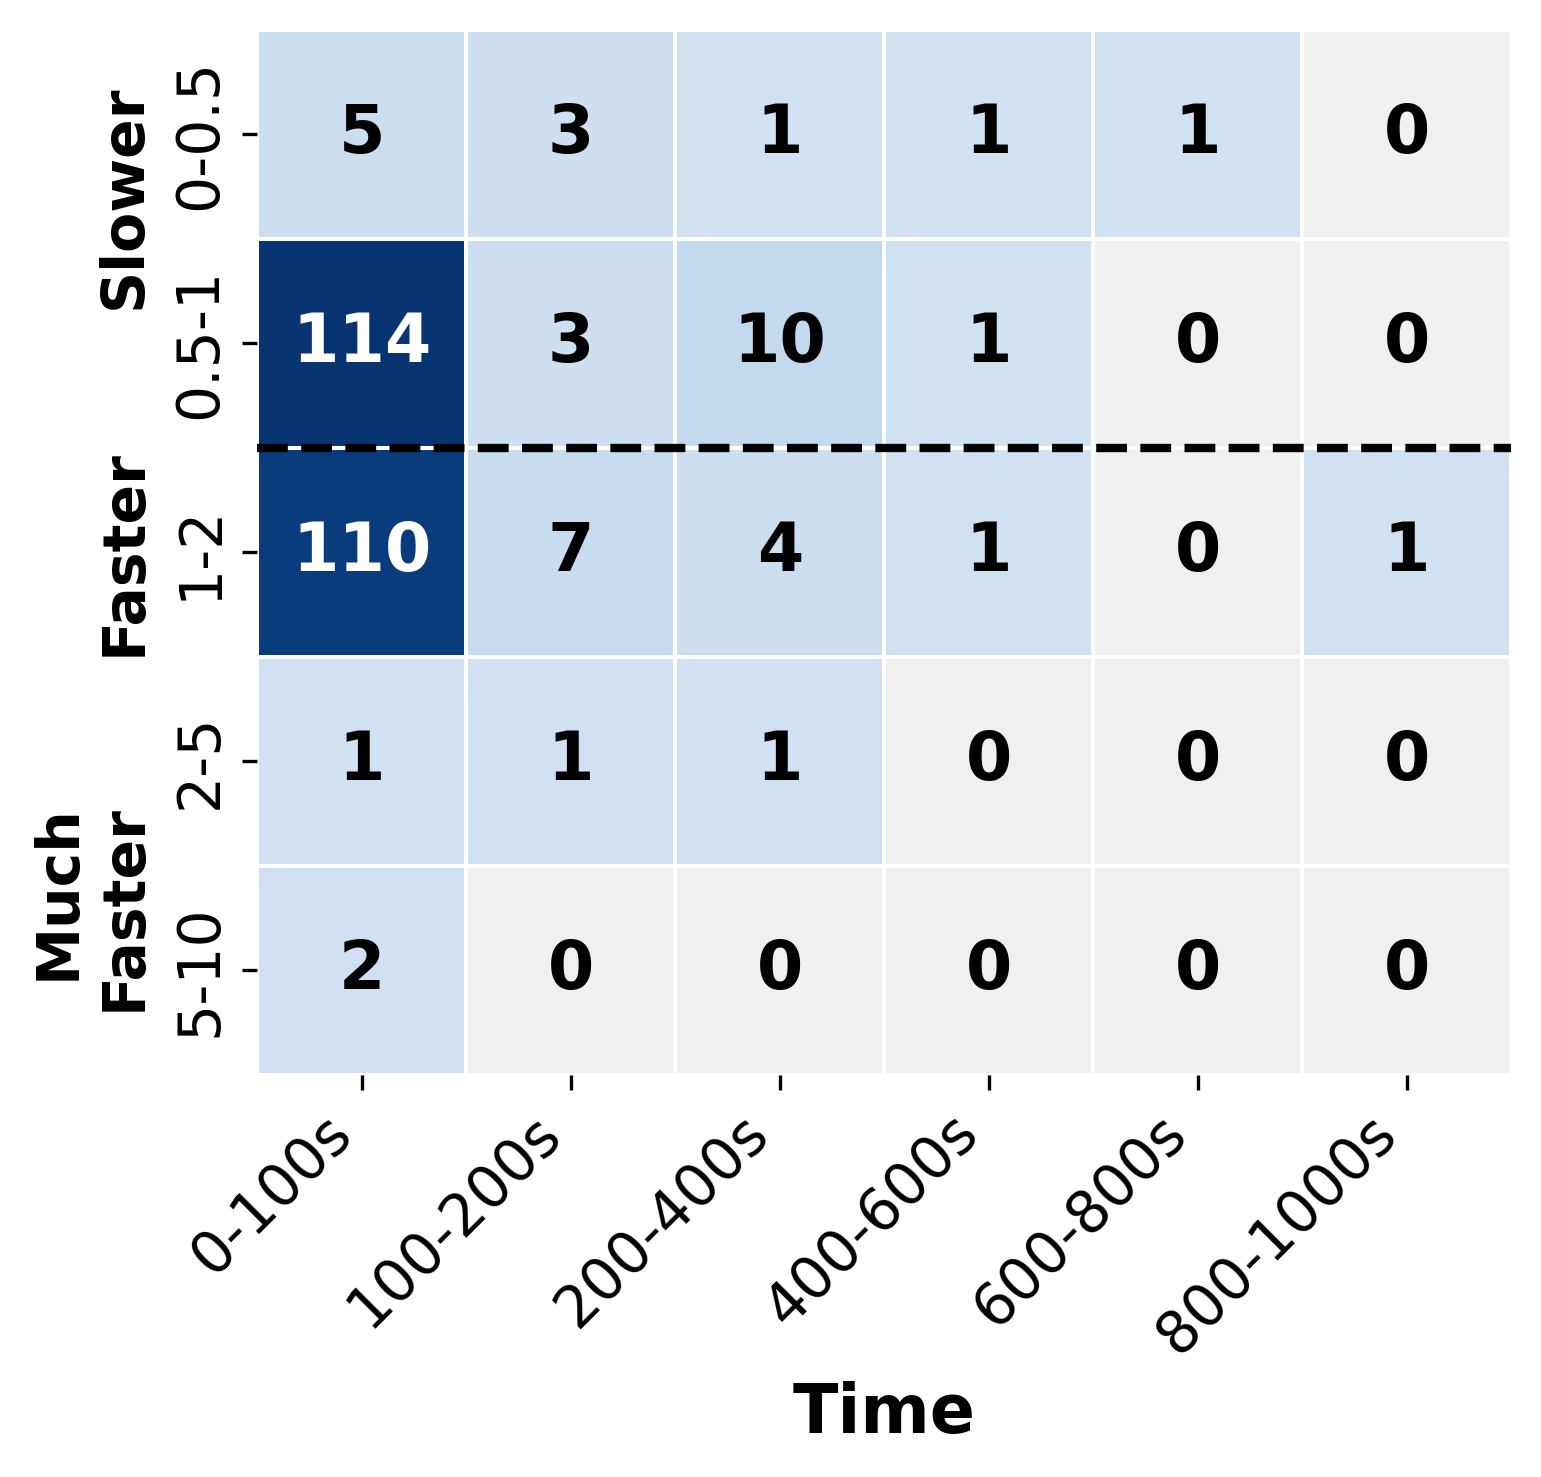 Slower
0-0.5
5 3 1 1 1 0
0.5-1
114 3 10 1 0 0
Faster
1-2
110 7 4 1 0 1
Much
Faster
2-5
1 1 1 0 0 0
5-10
2 0 0 0 0 0
0-100s
100-200s
200-400s
400-600s
600-800s
800-1000s
Time